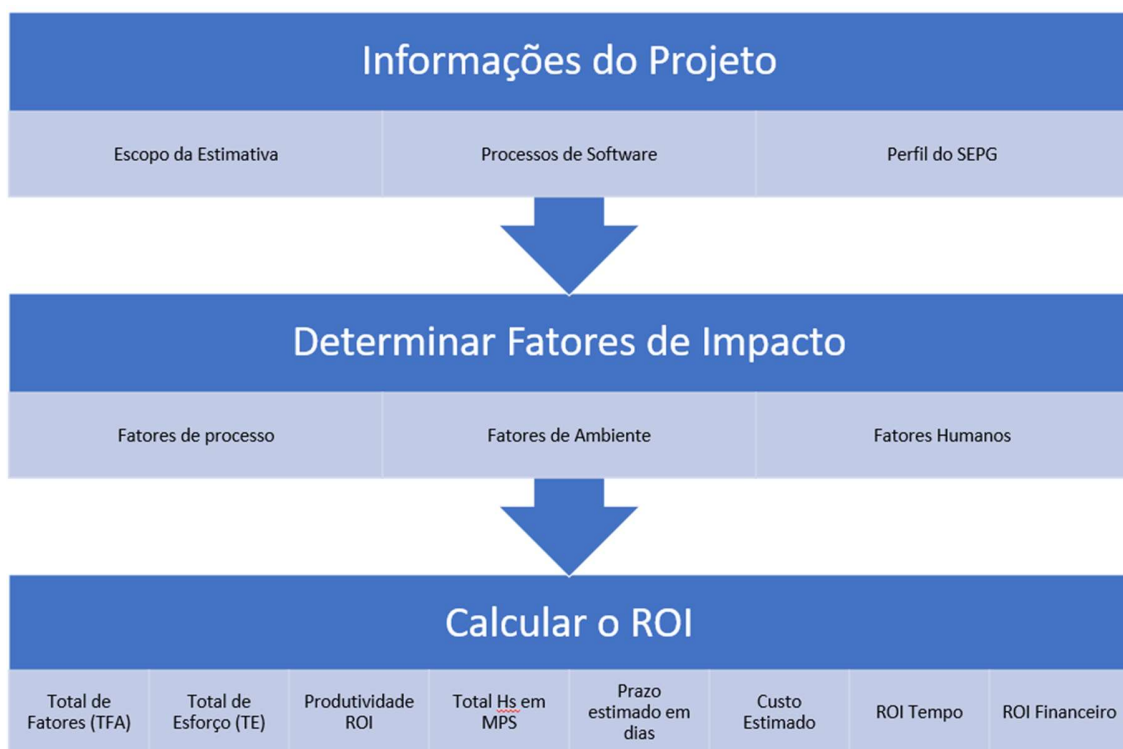 Informações do Projeto
Escopo da Estimativa
Processos de Software
Perfil do SEPG
Determinar Fatores de Impacto
Fatores de processo
Fatores de Ambiente
Fatores Humanos
Calcular o ROI
Total de
Fatores (TFA)
Total de
Esforço (TE)
Produtividade
ROI
Total Hs em
MPS
Prazo
estimado em
dias
Custo
Estimado
ROI Tempo
ROI Financeiro